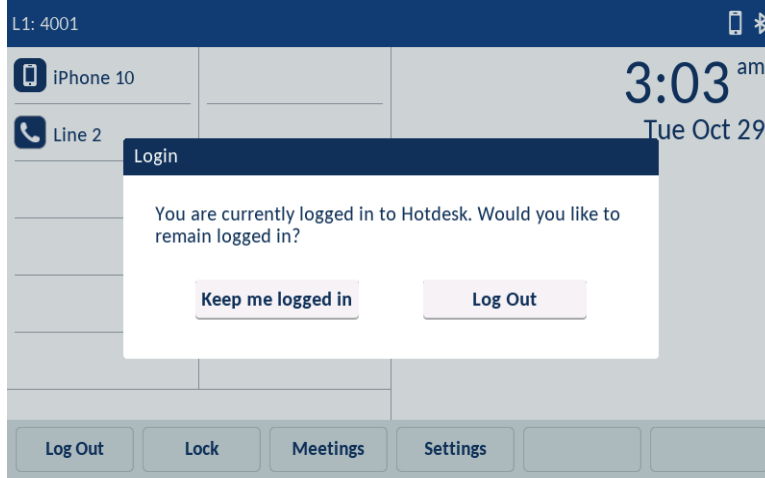 L1: 4001
iPhone 10
3:03 am
Line 2
Tue Oct 29
Login
You are currently logged in to Hotdesk. Would you like to
remain logged in?
Keep me logged in
Log Out
Log Out
Lock
Meetings
Settings